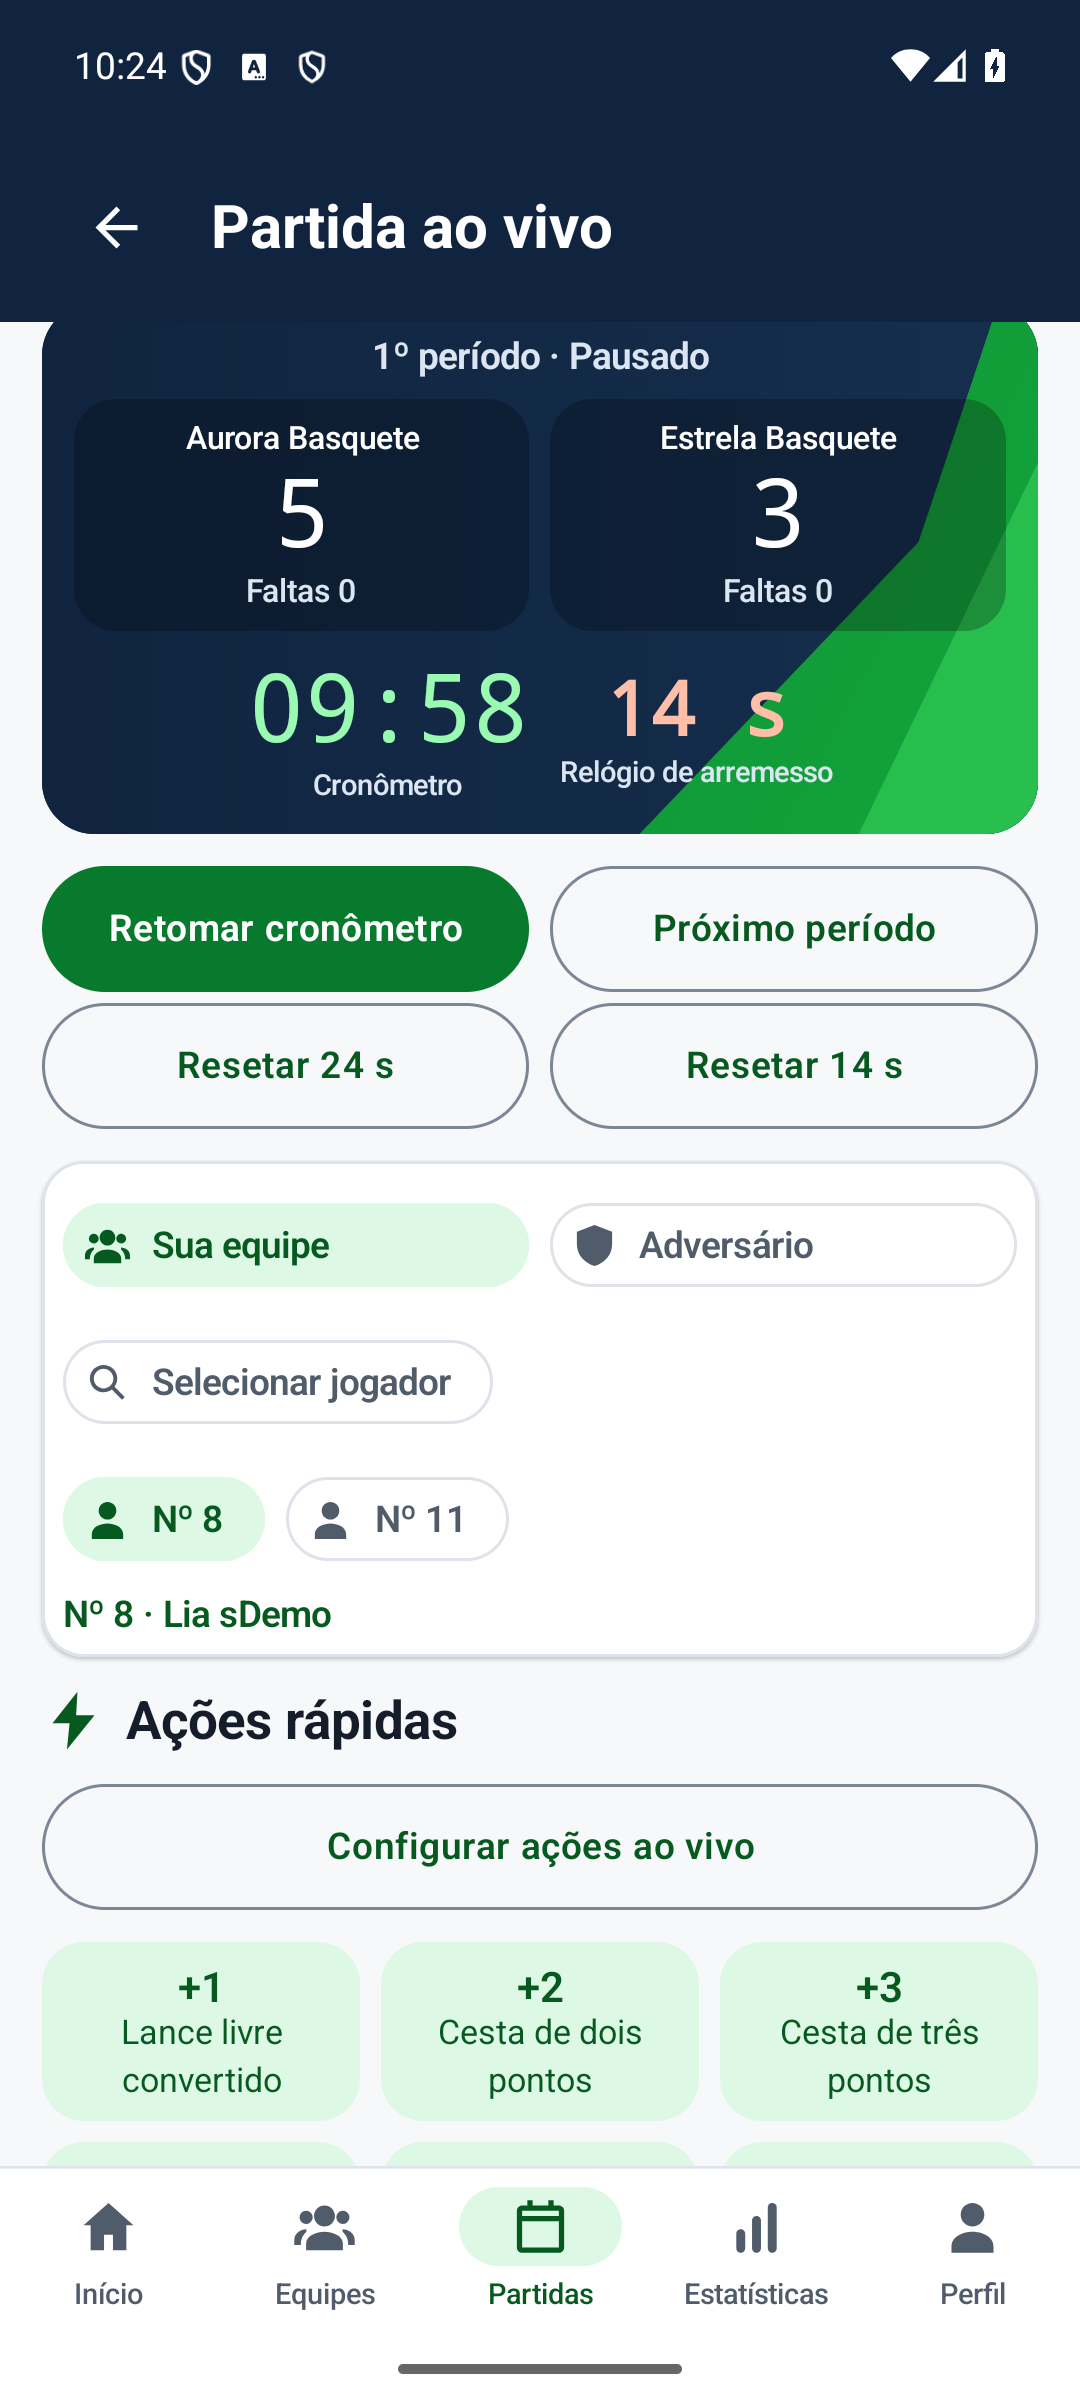 10:24
Partida ao vivo
1º período · Pausado
Aurora Basquete
5
Faltas 0
Estrela Basquete
3
Faltas 0
09:58
Cronômetro
14 s
Relógio de arremesso
Retomar cronômetro
Próximo período
Resetar 24 s
Resetar 14 s
Sua equipe
Adversário
Selecionar jogador
Nº 8
Nº 11
Nº 8 · Lia sDemo
Ações rápidas
Configurar ações ao vivo
+1
Lance livre
convertido
+2
Cesta de dois
pontos
+3
Cesta de três
pontos
Início
Equipes
Partidas
Estatísticas
Perfil